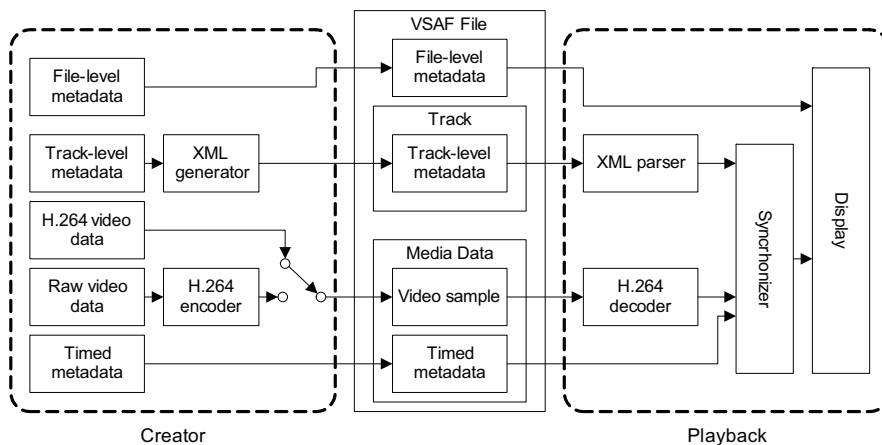 VSAF File
File-level
metadata
File-level
metadata
Track
Track-level
metadata
XML
generator
Track-level
metadata
XML parser
H.264 video
data
Media Data
Raw video
data
H.264
encoder
Video sample
H.264
decoder
Timed
metadata
Timed
metadata
Syncrhonizer
Display
Creator
Playback